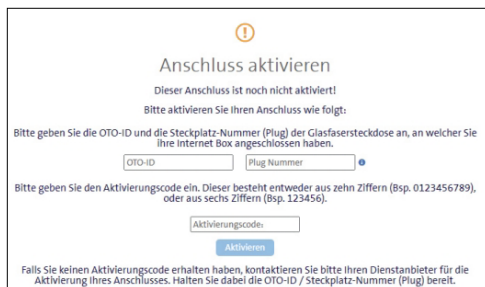 Anschluss aktivieren
Dieser Anschluss ist noch nicht aktiviert!
Bitte aktivieren Sie Ihren Anschluss wie folgt:
Bitte geben Sie die OTO-ID und die Steckplatz-Nummer (Plug) der Glasfasersteckdose an, an welcher Sie
ihre Internet Box angeschlossen haben.
OTO-ID Plug Nummer
Bitte geben Sie den Aktivierungscode ein. Dieser besteht entweder aus zehn Ziffern (Bsp. 0123456789),
oder aus sechs Ziffern (Bsp. 123456).
Aktivierungscode:
Aktivieren
Falls Sie keinen Aktivierungscode erhalten haben, kontaktieren Sie bitte Ihren Dienstanbieter für die
Aktivierung Ihres Anschlusses. Halten Sie dabei die OTO-ID / Steckplatz-Nummer (Plug) bereit.